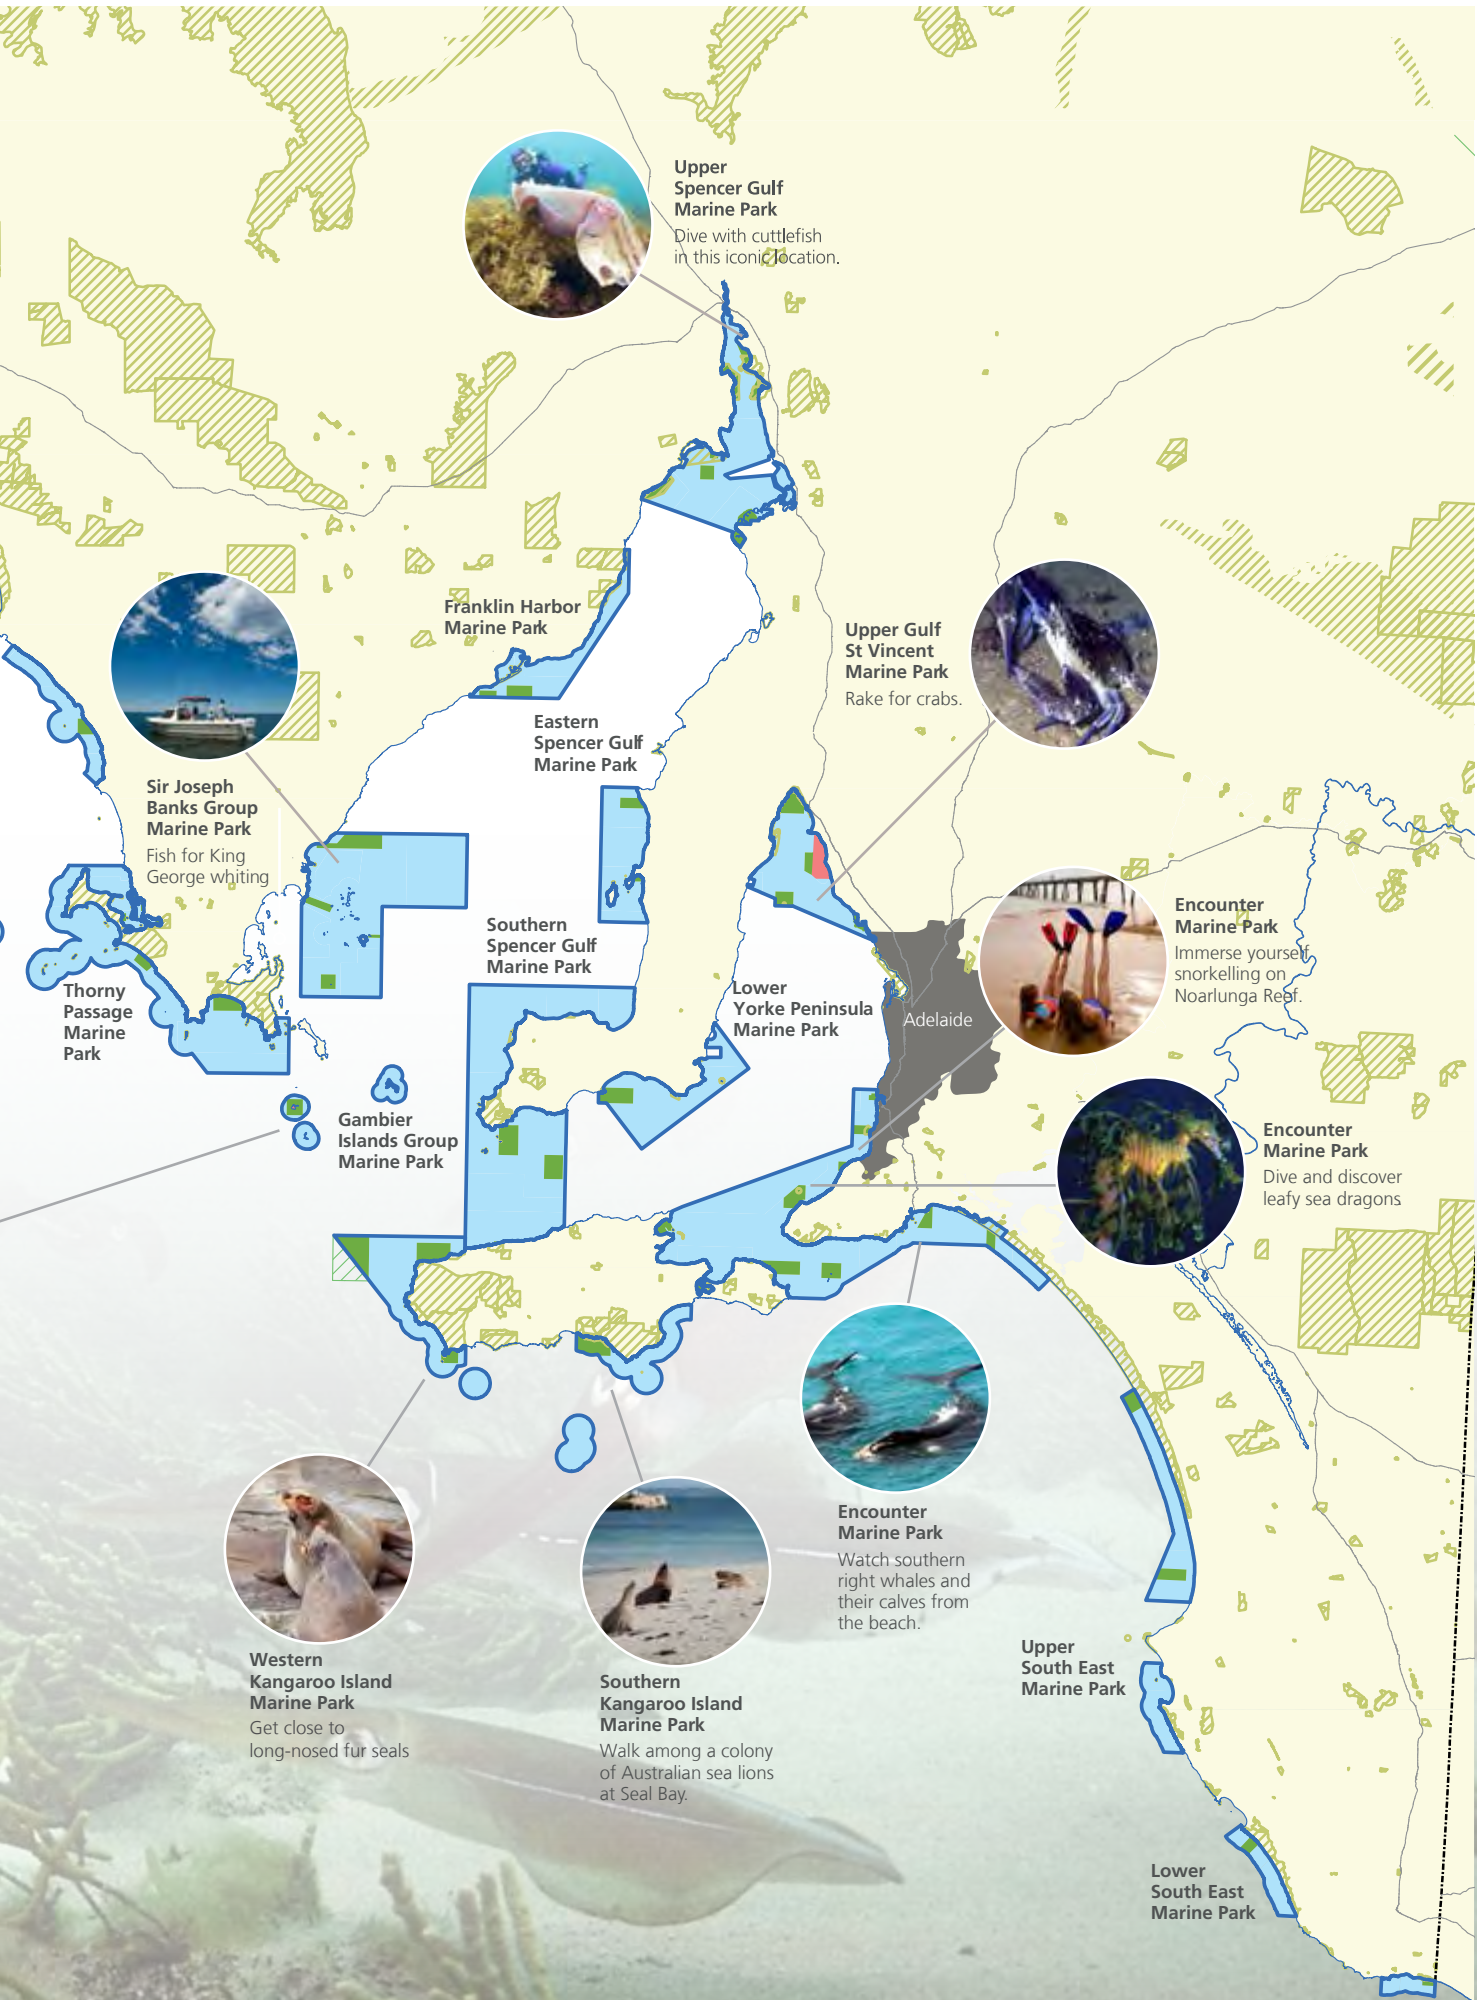 Upper
Spencer Gulf
Marine Park
Dive with cuttlefish
in this iconic location.
Franklin Harbor
Marine Park
Upper Gulf
St Vincent
Marine Park
Rake for crabs.
Eastern
Spencer Gulf
Marine Park
Sir Joseph
Banks Group
Marine Park
Fish for King
George whiting
Encounter
Marine Park
Immerse yourself
snorkelling on
Noarlunga Reef.
Southern
Spencer Gulf
Marine Park
Thorny
Passage
Marine
Park
Lower
Yorke Peninsula
Marine Park
Adelaide
Gambier
Islands Group
Marine Park
Encounter
Marine Park
Dive and discover
leafy sea dragons
Encounter
Marine Park
Watch southern
right whales and
their calves from
the beach.
Western
Kangaroo Island
Marine Park
Get close to
long-nosed fur seals
Southern
Kangaroo Island
Marine Park
Walk among a colony
of Australian sea lions
at Seal Bay.
Upper
South East
Marine Park
Lower
South East
Marine Park